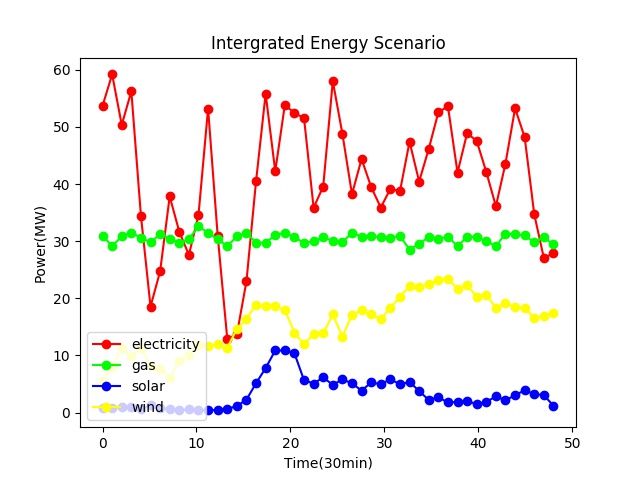 Intergrated Energy Scenario
Power(MW)
60
50
40
30
20
10
0
electricity
gas
solar
wind
0 10 20 30 40 50
Time(30min)